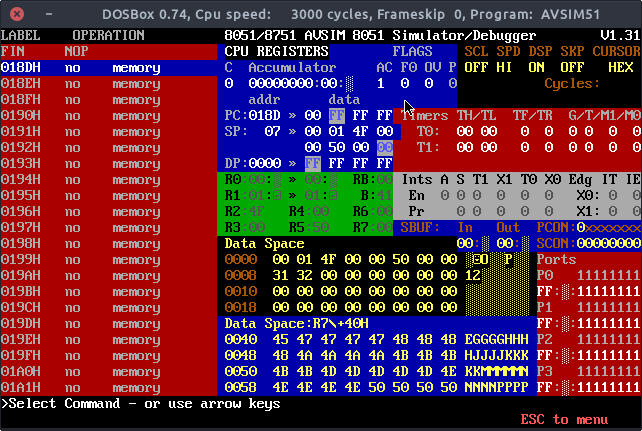 DOSBox 0.74, Cpu speed: 3000 cycles, Frameskip 0, Program: AVSIM51
LABEL OPERATION 8051/8751 AVSIM 8051 Simulator/Debugger V1.31
FIN NOP CPU REGISTERS FLAGS SCL SPD DSP SKP CURSOR
018DH no memory C Accumulator AC F0 OV P OFF HI ON OFF HEX
018EH no memory 0 00000000:00: 1 0 0 0 Cycles:
018FH no memory addr data
0190H no memory PC:018D » 00 FF FF FF Timers TH/TL TF/TR G/T/M1/M0
0191H no memory SP: 07 » 00 01 4F 00 T0: 00 00 0 0 0 0 0 0
0192H no memory 00 50 00 00 T1: 00 00 0 0 0 0 0 0
0193H no memory DP:0000 » FF FF FF FF
0194H no memory R0:00: » 00: RB:00 Ints A S T1 X1 T0 X0 Edg IT IE
0195H no memory R1:01: » 01: B:41 En 0 0 0 0 0 0 X0: 0 0
0196H no memory R2:4F R4:00 R6:00 Pr 0 0 0 0 0 X1: 0 0
0197H no memory R3:00 R5:50 R7:00 SBUF: In Out PCON:0xxxxxxx
0198H no memory Data Space 00: 00: SCON:00000000
0199H no memory 0000 00 01 4F 00 00 50 00 00 O P Ports
019AH no memory 0008 31 32 00 00 00 00 00 00 12 P0 11111111
019BH no memory 0010 00 00 00 00 00 00 00 00 FF: :11111111
019CH no memory 0018 00 00 00 00 00 00 00 00 P1 11111111
019DH no memory Data Space:R7\+40H FF: :11111111
019EH no memory 0040 45 47 47 47 47 48 48 48 EGGGGHHH P2 11111111
019FH no memory 0048 48 4A 4A 4A 4A 4B 4B 4B HJJJJKKK FF: :11111111
01A0H no memory 0050 4B 4B 4D 4D 4D 4D 4D 4E KKMMMMMN P3 11111111
01A1H no memory 0058 4E 4E 4E 4E 50 50 50 50 NNNNPPPP FF: :11111111
>Select Command - or use arrow keys
ESC to menu